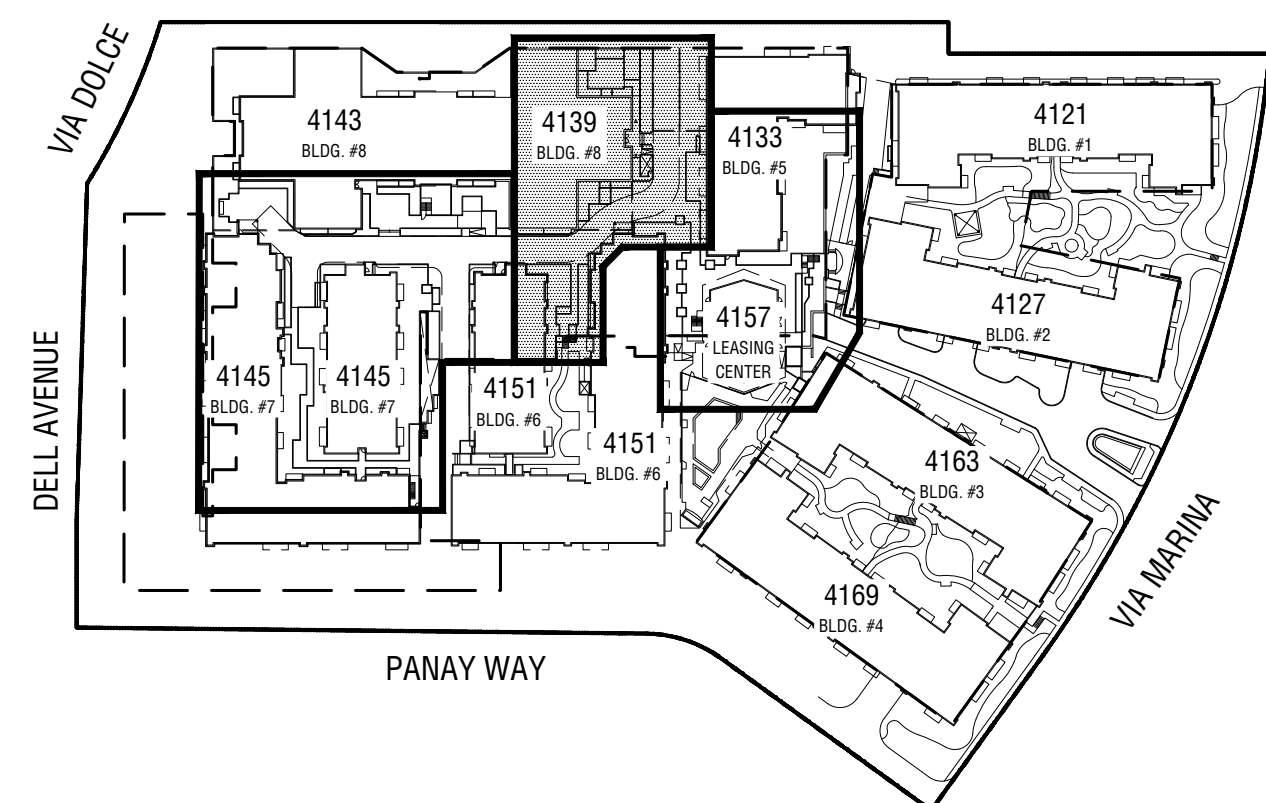 VIA DOLCE
4143
BLDG. #8
4139
BLDG. #8
4133
BLDG. #5
4121
BLDG. #1
4127
BLDG. #2
4157
LEASING
CENTER
DELL AVENUE
4145
BLDG. #7
4145
BLDG. #7
4151
BLDG. #6
4151
BLDG. #6
4163
BLDG. #3
4169
BLDG. #4
VIA MARINA
PANAY WAY